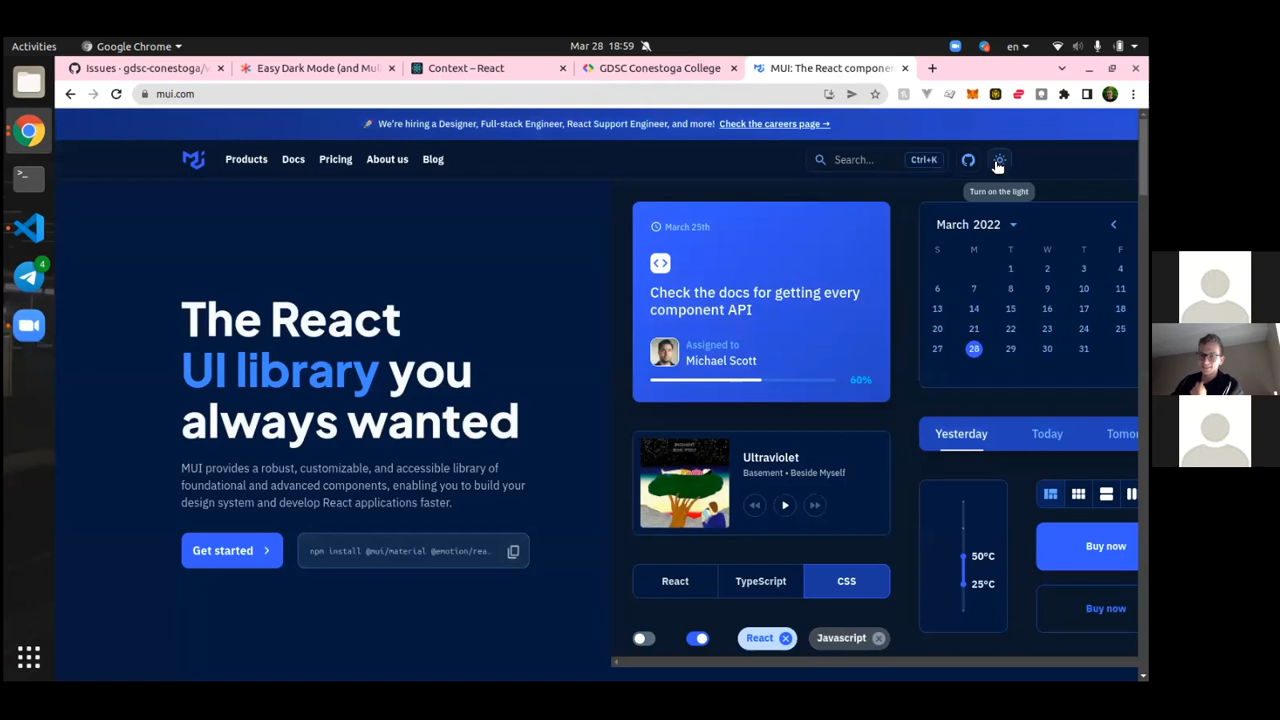 Activities
Google Chrome
Mar 28 18:59
en
Issues · gdsc-conestoga/
Easy Dark Mode (and Mul
Context – React
GDSC Conestoga College
MUI: The React componen
mui.com
We're hiring a Designer, Full-stack Engineer, React Support Engineer, and more! Check the careers page →
Products
Docs
Pricing
About us
Blog
Search...
Ctrl+K
Turn on the light
The React
UI library you
always wanted
MUI provides a robust, customizable, and accessible library of
foundational and advanced components, enabling you to build your
design system and develop React applications faster.
Get started
npm install @mui/material @emotion/rea...
March 25th
Check the docs for getting every
component API
Assigned to
Michael Scott
60%
March 2022
S M T W T F
1 2 3 4
6 7 8 9 10 11
13 14 15 16 17 18
20 21 22 23 24 25
27 28 29 30 31
Ultraviolet
Basement • Beside Myself
Yesterday
Today
Tomor
React
TypeScript
CSS
50°C
25°C
Buy now
Buy now
React
Javascript
4